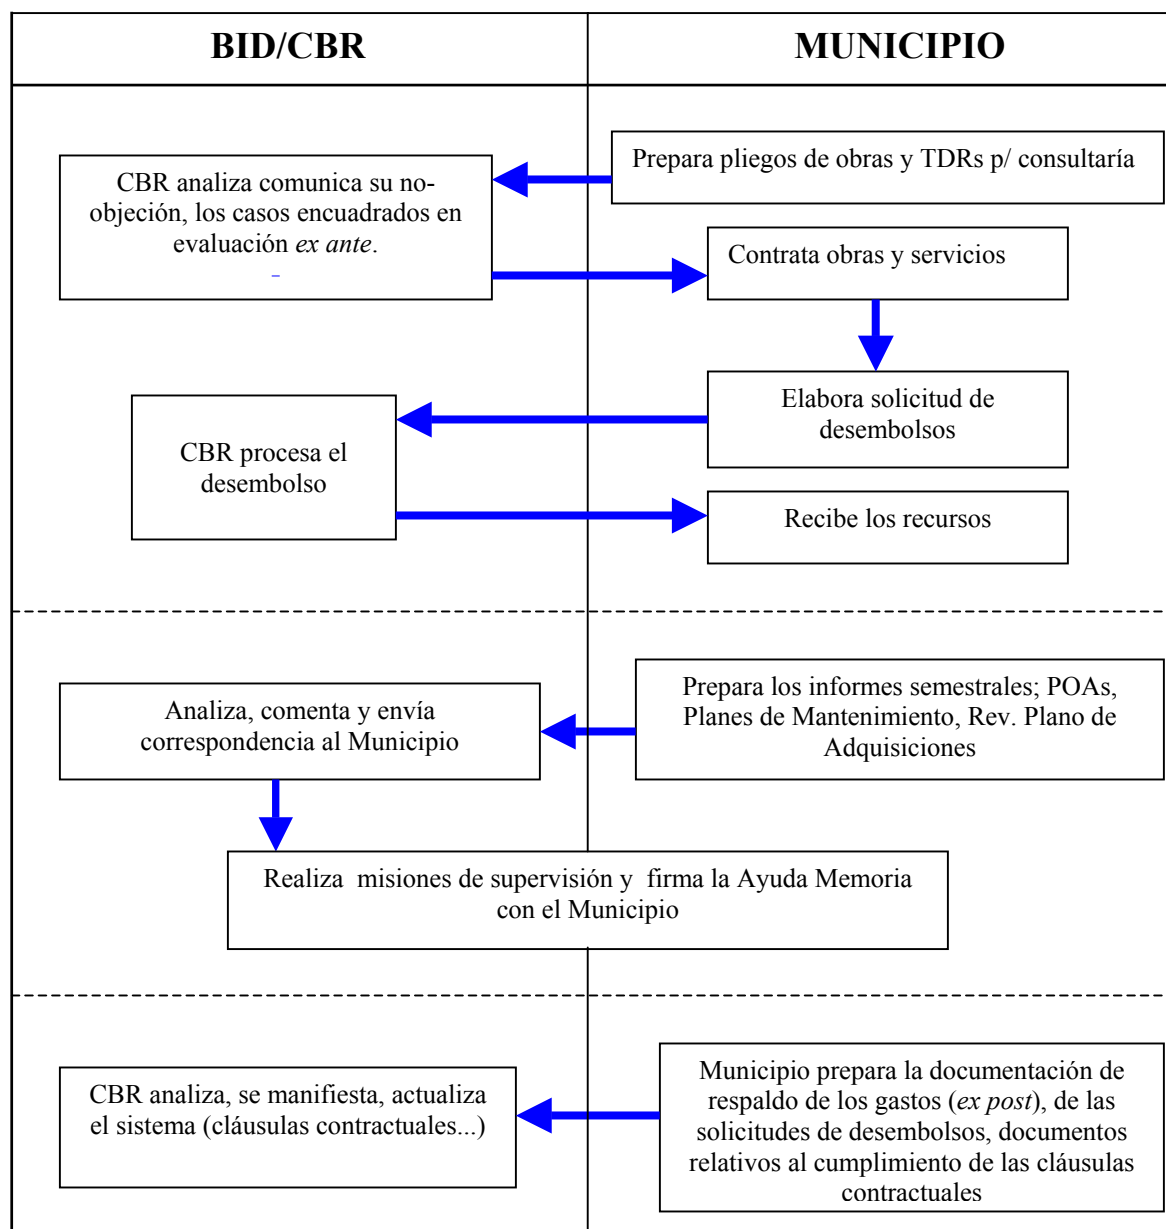 BID/CBR
MUNICIPIO
Prepara pliegos de obras y TDRs p/ consultaría
CBR analiza comunica su no-
objeción, los casos encuadrados en
evaluación ex ante.
Contrata obras y servicios
Elabora solicitud de
desembolsos
CBR procesa el
desembolso
Recibe los recursos
Prepara los informes semestrales; POAs,
Planes de Mantenimiento, Rev. Plano de
Adquisiciones
Analiza, comenta y envía
correspondencia al Municipio
Realiza misiones de supervisión y firma la Ayuda Memoria
con el Municipio
Municipio prepara la documentación de
respaldo de los gastos (ex post), de las
solicitudes de desembolsos, documentos
relativos al cumplimiento de las cláusulas
contractuales
CBR analiza, se manifiesta, actualiza
el sistema (cláusulas contractuales...)